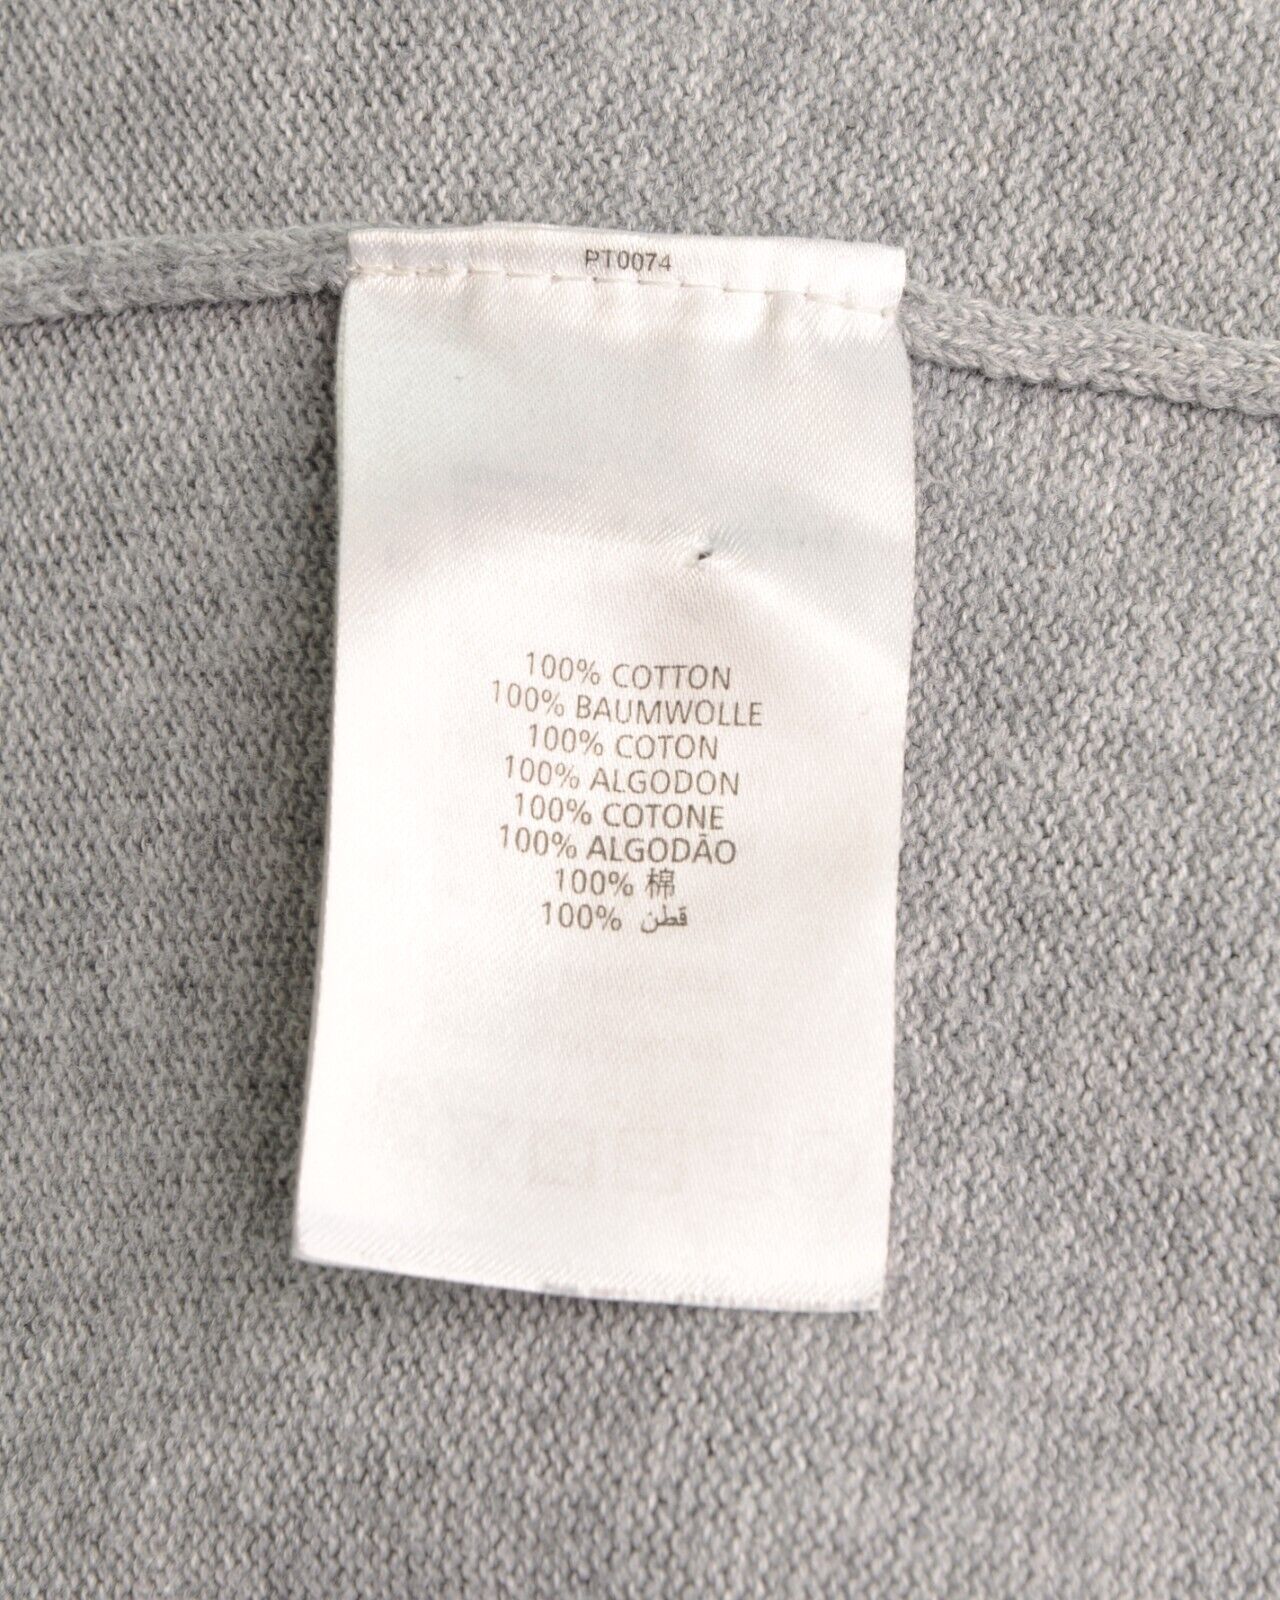 PT0074
100% COTTON
100% BAUMWOLLE
100% COTON
100% ALGODON
100% COTONE
100% ALGODÃO
100% 棉
100% قطن